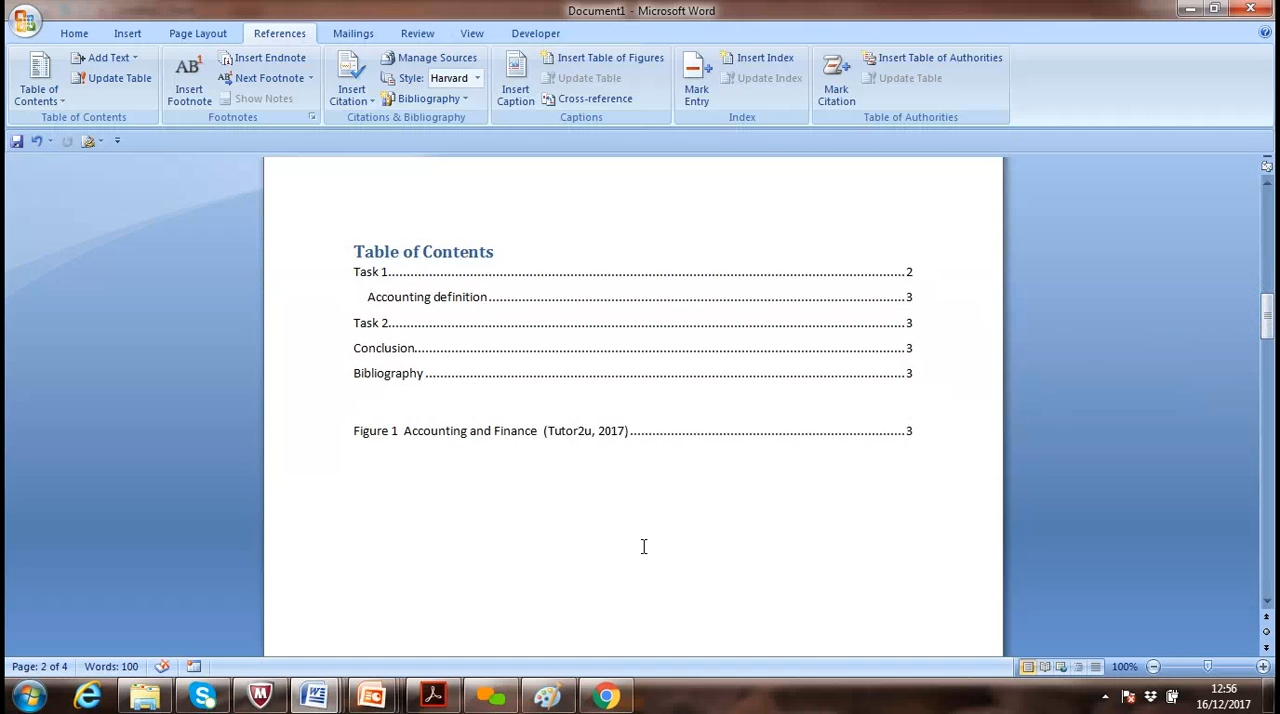 Document1 - Microsoft Word
Home Insert Page Layout References Mailings Review View Developer
Table of Contents
Add Text
Update Table
Table of Contents
AB1
Insert Footnote
Insert Endnote
AB1 Next Footnote
Show Notes
Footnotes
Insert Citation
Manage Sources
Style: Harvard
Bibliography
Citations & Bibliography
Insert Caption
Insert Table of Figures
Update Table
Cross-reference
Captions
Mark Entry
Insert Index
Update Index
Index
Mark Citation
Insert Table of Authorities
Update Table
Table of Authorities
Table of Contents
Task 1........................................................................................................2
Accounting definition........................................................................................................3
Task 2........................................................................................................3
Conclusion........................................................................................................3
Bibliography ........................................................................................................3
Figure 1 Accounting and Finance (Tutor2u, 2017)........................................................................3
Page: 2 of 4 Words: 100 100%
12:56
16/12/2017